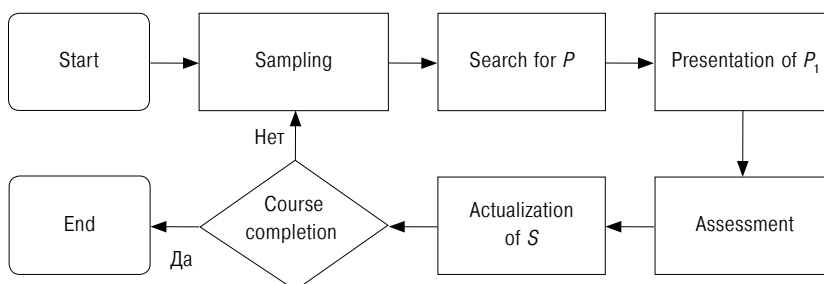 Start
Sampling
Search for P
Presentation of P₁
Нет
End
Да
Course
completion
Actualization
of S
Assessment